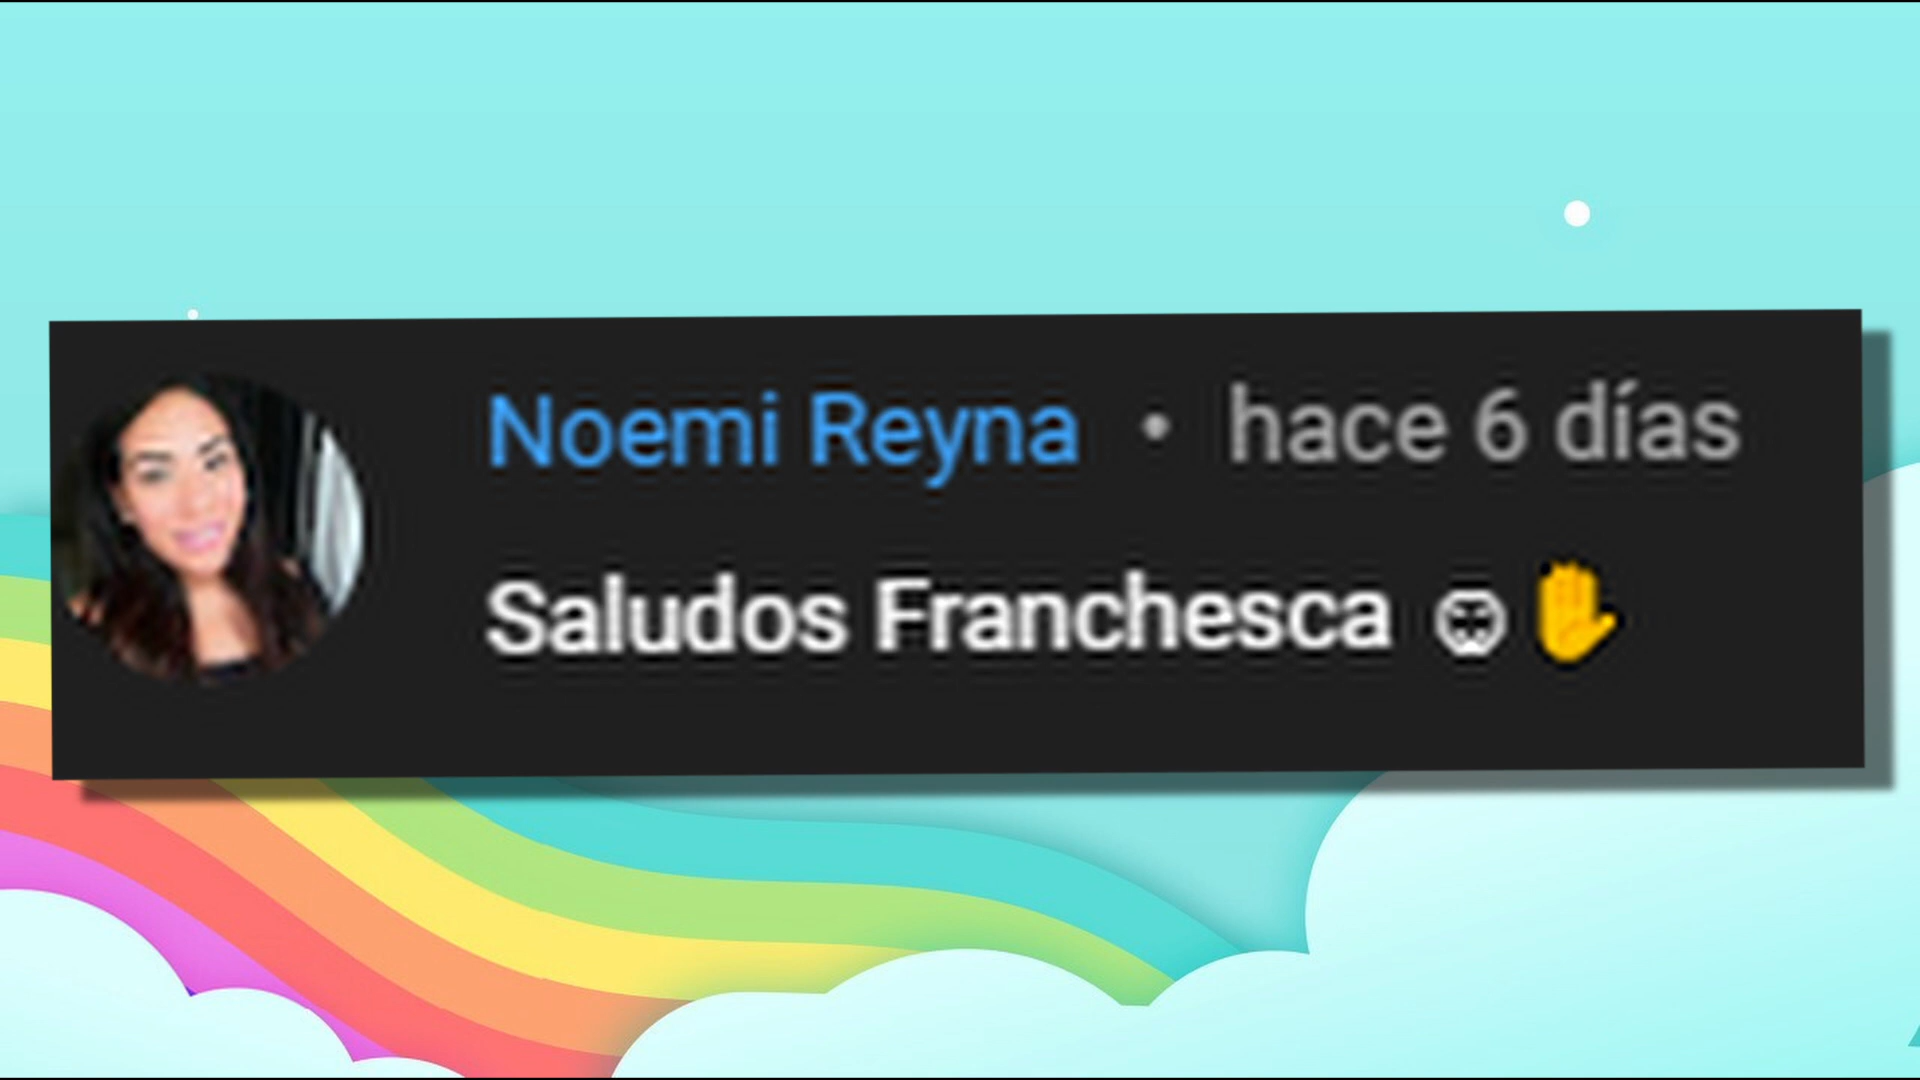 Noemi Reyna • hace 6 días
Saludos Franchesca ☠✋